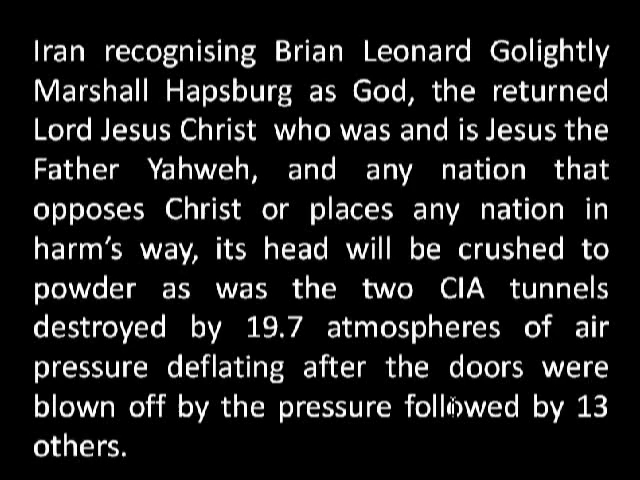 Iran recognising Brian Leonard Golightly
Marshall Hapsburg as God, the returned
Lord Jesus Christ who was and is Jesus the
Father Yahweh, and any nation that
opposes Christ or places any nation in
harm's way, its head will be crushed to
powder as was the two CIA tunnels
destroyed by 19.7 atmospheres of air
pressure deflating after the doors were
blown off by the pressure followed by 13
others.